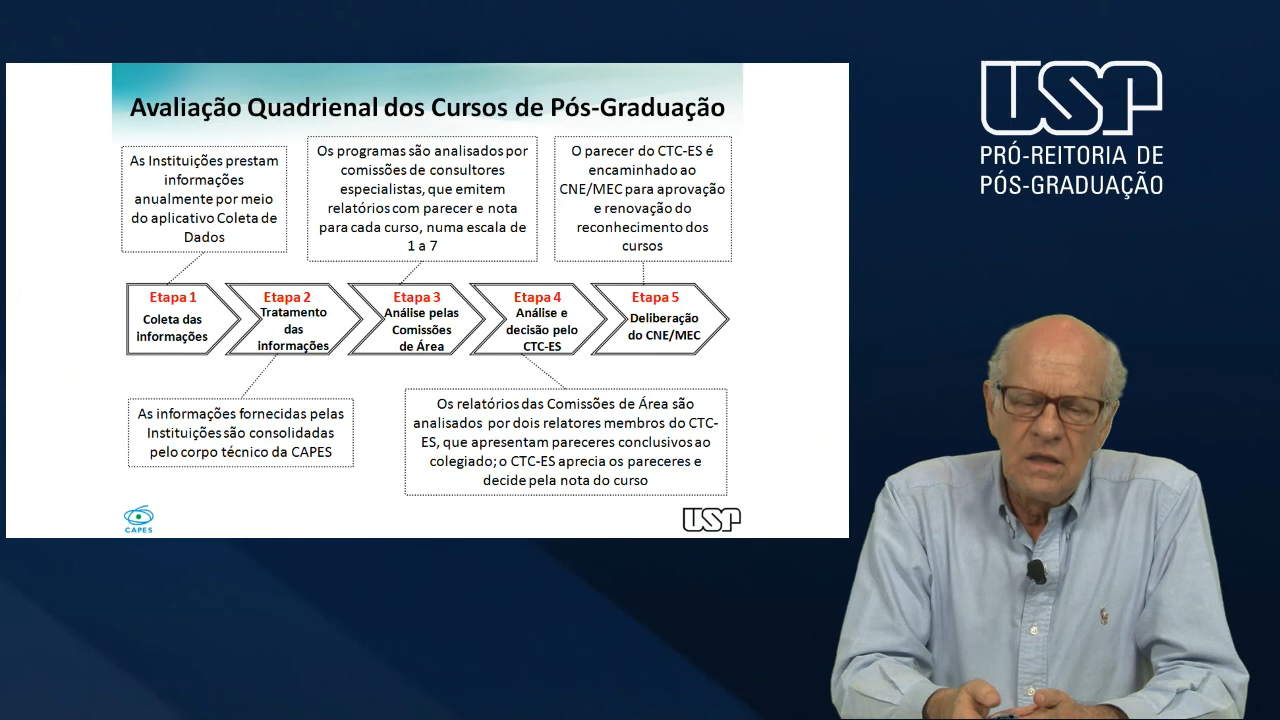 Avaliação Quadrienal dos Cursos de Pós-Graduação
As Instituições prestam
informações
anualmente por meio
do aplicativo Coleta de
Dados
Os programas são analisados por
comissões de consultores
especialistas, que emitem
relatórios com parecer e nota
para cada curso, numa escala de
1 a 7
O parecer do CTC-ES é
encaminhado ao
CNE/MEC para aprovação
e renovação do
reconhecimento dos
cursos
Etapa 1
Coleta das
informações
Etapa 2
Tratamento
das
informações
Etapa 3
Análise pelas
Comissões
de Área
Etapa 4
Análise e
decisão pelo
CTC-ES
Etapa 5
Deliberação
do CNE/MEC
As informações fornecidas pelas
Instituições são consolidadas
pelo corpo técnico da CAPES
Os relatórios das Comissões de Área são
analisados por dois relatores membros do CTC-
ES, que apresentam pareceres conclusivos ao
colegiado; o CTC-ES aprecia os pareceres e
decide pela nota do curso
CAPES
USP
USP
PRÓ-REITORIA DE
PÓS-GRADUAÇÃO